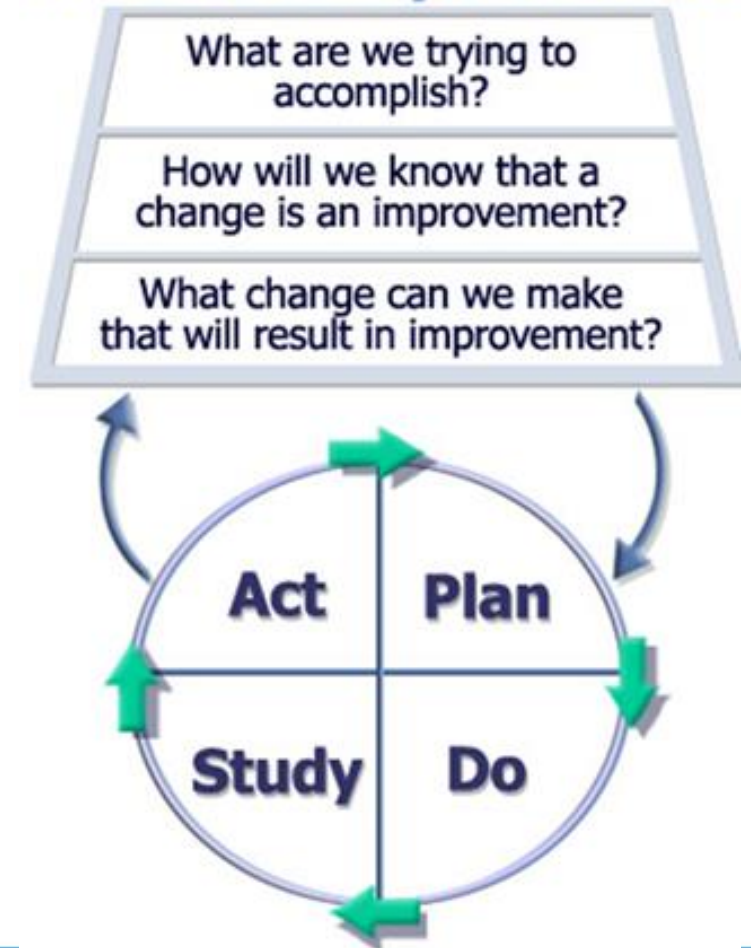 What are we trying to
accomplish?
How will we know that a
change is an improvement?
What change can we make
that will result in improvement?
Act
Plan
Study
Do